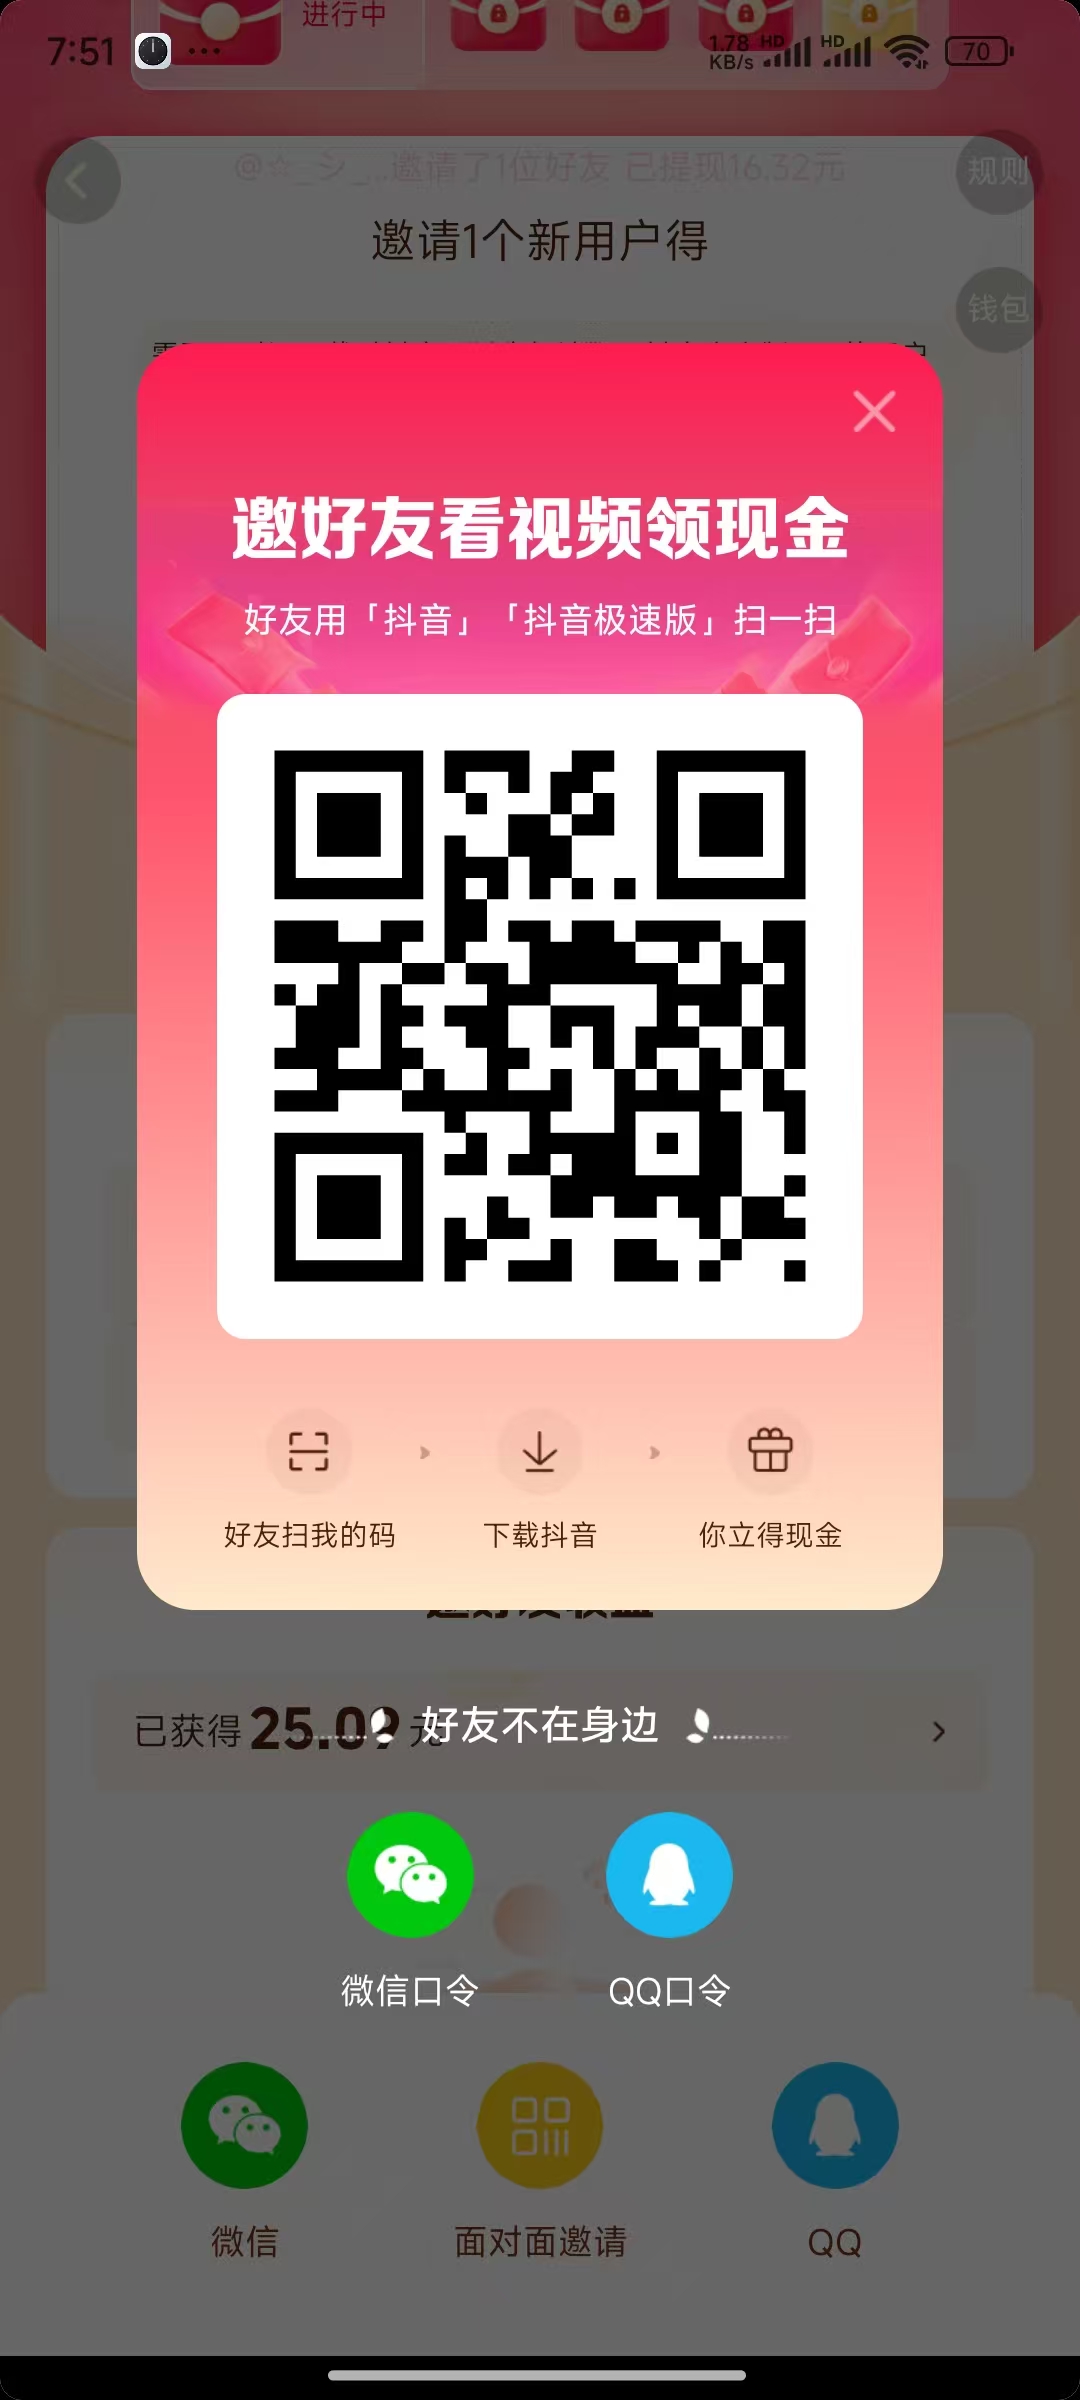 进行中
7:51
1.78
KB/s
HD
HD
70
邀请了1位好友 已提现16.32元
规则
邀请1个新用户得
钱包
邀好友看视频领现金
好友用「抖音」「抖音极速版」扫一扫
好友扫我的码
下载抖音
你立得现金
已获得 25.09 元
好友不在身边
微信口令
QQ口令
微信
面对面邀请
QQ